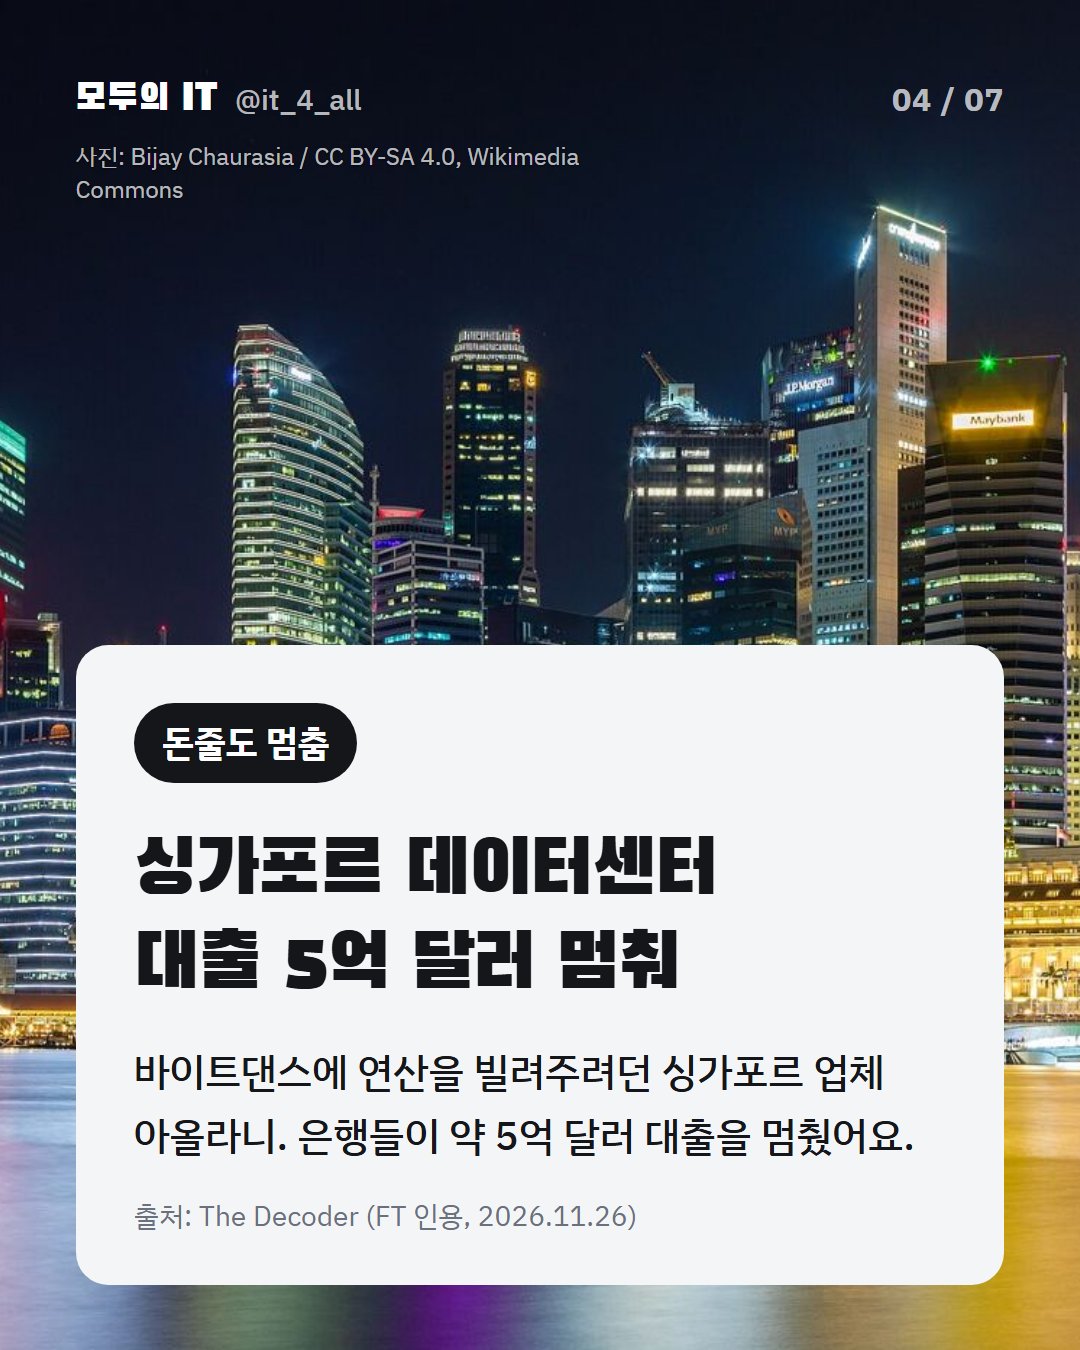 모두의 IT @it_4_all
04 / 07
사진: Bijay Chaurasia / CC BY-SA 4.0, Wikimedia
Commons
J.P.Morgan
Maybank
MYP
MYP
돈줄도 멈춤
싱가포르 데이터센터
대출 5억 달러 멈춰
바이트댄스에 연산을 빌려주려던 싱가포르 업체
아올라니. 은행들이 약 5억 달러 대출을 멈췄어요.
출처: The Decoder (FT 인용, 2026.11.26)